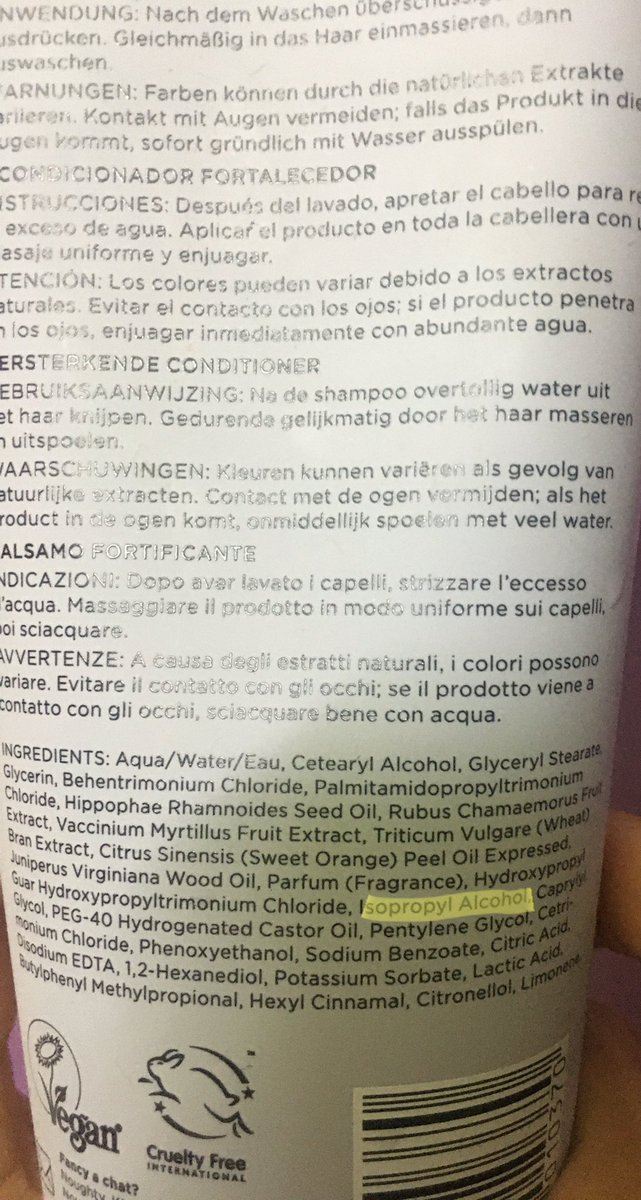 NWENDUNG: Nach dem Waschen
usdrücken. Gleichmäßig in das Haar einmassieren, dann
uswaschen.
ARNUNGEN: Farben können durch die natürlichen Extrakte
ariieren. Kontakt mit Augen vermeiden; falls das Produkt in die
ugen kommt, sofort gründlich mit Wasser ausspülen.
CONDICIONADOR FORTALECEDOR
STRUCCIONES: Después del lavado, apretar el cabello para re
exceso de agua. Aplicar el producto en toda la cabellera con u
asaje uniforme y enjuagar.
TENCIÓN: Los colores pueden variar debido a los extractos
aturales. Evitar el contacto con los ojos; si el producto penetra
n los ojos, enjuagar inmediatamente con abundante agua.
ERSTERKENDE CONDITIONER
EBRUIKSAANWIJZING: Na de shampoo overtollig water uit
et haar knijpen. Gedurende gelijkmatig door het haar masseren
n uitspoelen.
AARSCHUWINGEN: Kleuren kunnen variëren als gevolg van
atuurlijke extracten. Contact met de ogen vermijden; als het
roduct in de ogen komt, onmiddellijk spoelen met veel water.
ALSAMO FORTIFICANTE
NDICAZIONI: Dopo aver lavato i capelli, strizzare l'eccesso
l'acqua. Massaggiare il prodotto in modo uniforme sui capelli,
poi sciacquare.
AVVERTENZE: A causa degli estratti naturali, i colori possono
variare. Evitare il contatto con gli occhi; se il prodotto viene a
contatto con gli occhi, sciacquare bene con acqua.
INGREDIENTS: Aqua/Water/Eau, Cetearyl Alcohol, Glyceryl Stearate,
Glycerin, Behentrimonium Chloride, Palmitamidopropyltrimonium
Chloride, Hippophae Rhamnoides Seed Oil, Rubus Chamaemorus Fruit
Extract, Vaccinium Myrtillus Fruit Extract, Triticum Vulgare (Wheat)
Bran Extract, Citrus Sinensis (Sweet Orange) Peel Oil Expressed,
Juniperus Virginiana Wood Oil, Parfum (Fragrance), Hydroxypropyl
Guar Hydroxypropyltrimonium Chloride, Isopropyl Alcohol, Caprylyl
Glycol, PEG-40 Hydrogenated Castor Oil, Pentylene Glycol, Cetri-
monium Chloride, Phenoxyethanol, Sodium Benzoate, Citric Acid,
Disodium EDTA, 1,2-Hexanediol, Potassium Sorbate, Lactic Acid,
Butylphenyl Methylpropional, Hexyl Cinnamal, Citronellol, Limonene
Vegan
Cruelty Free
INTERNATIONAL
Fancy a chat?
Noughty
010370